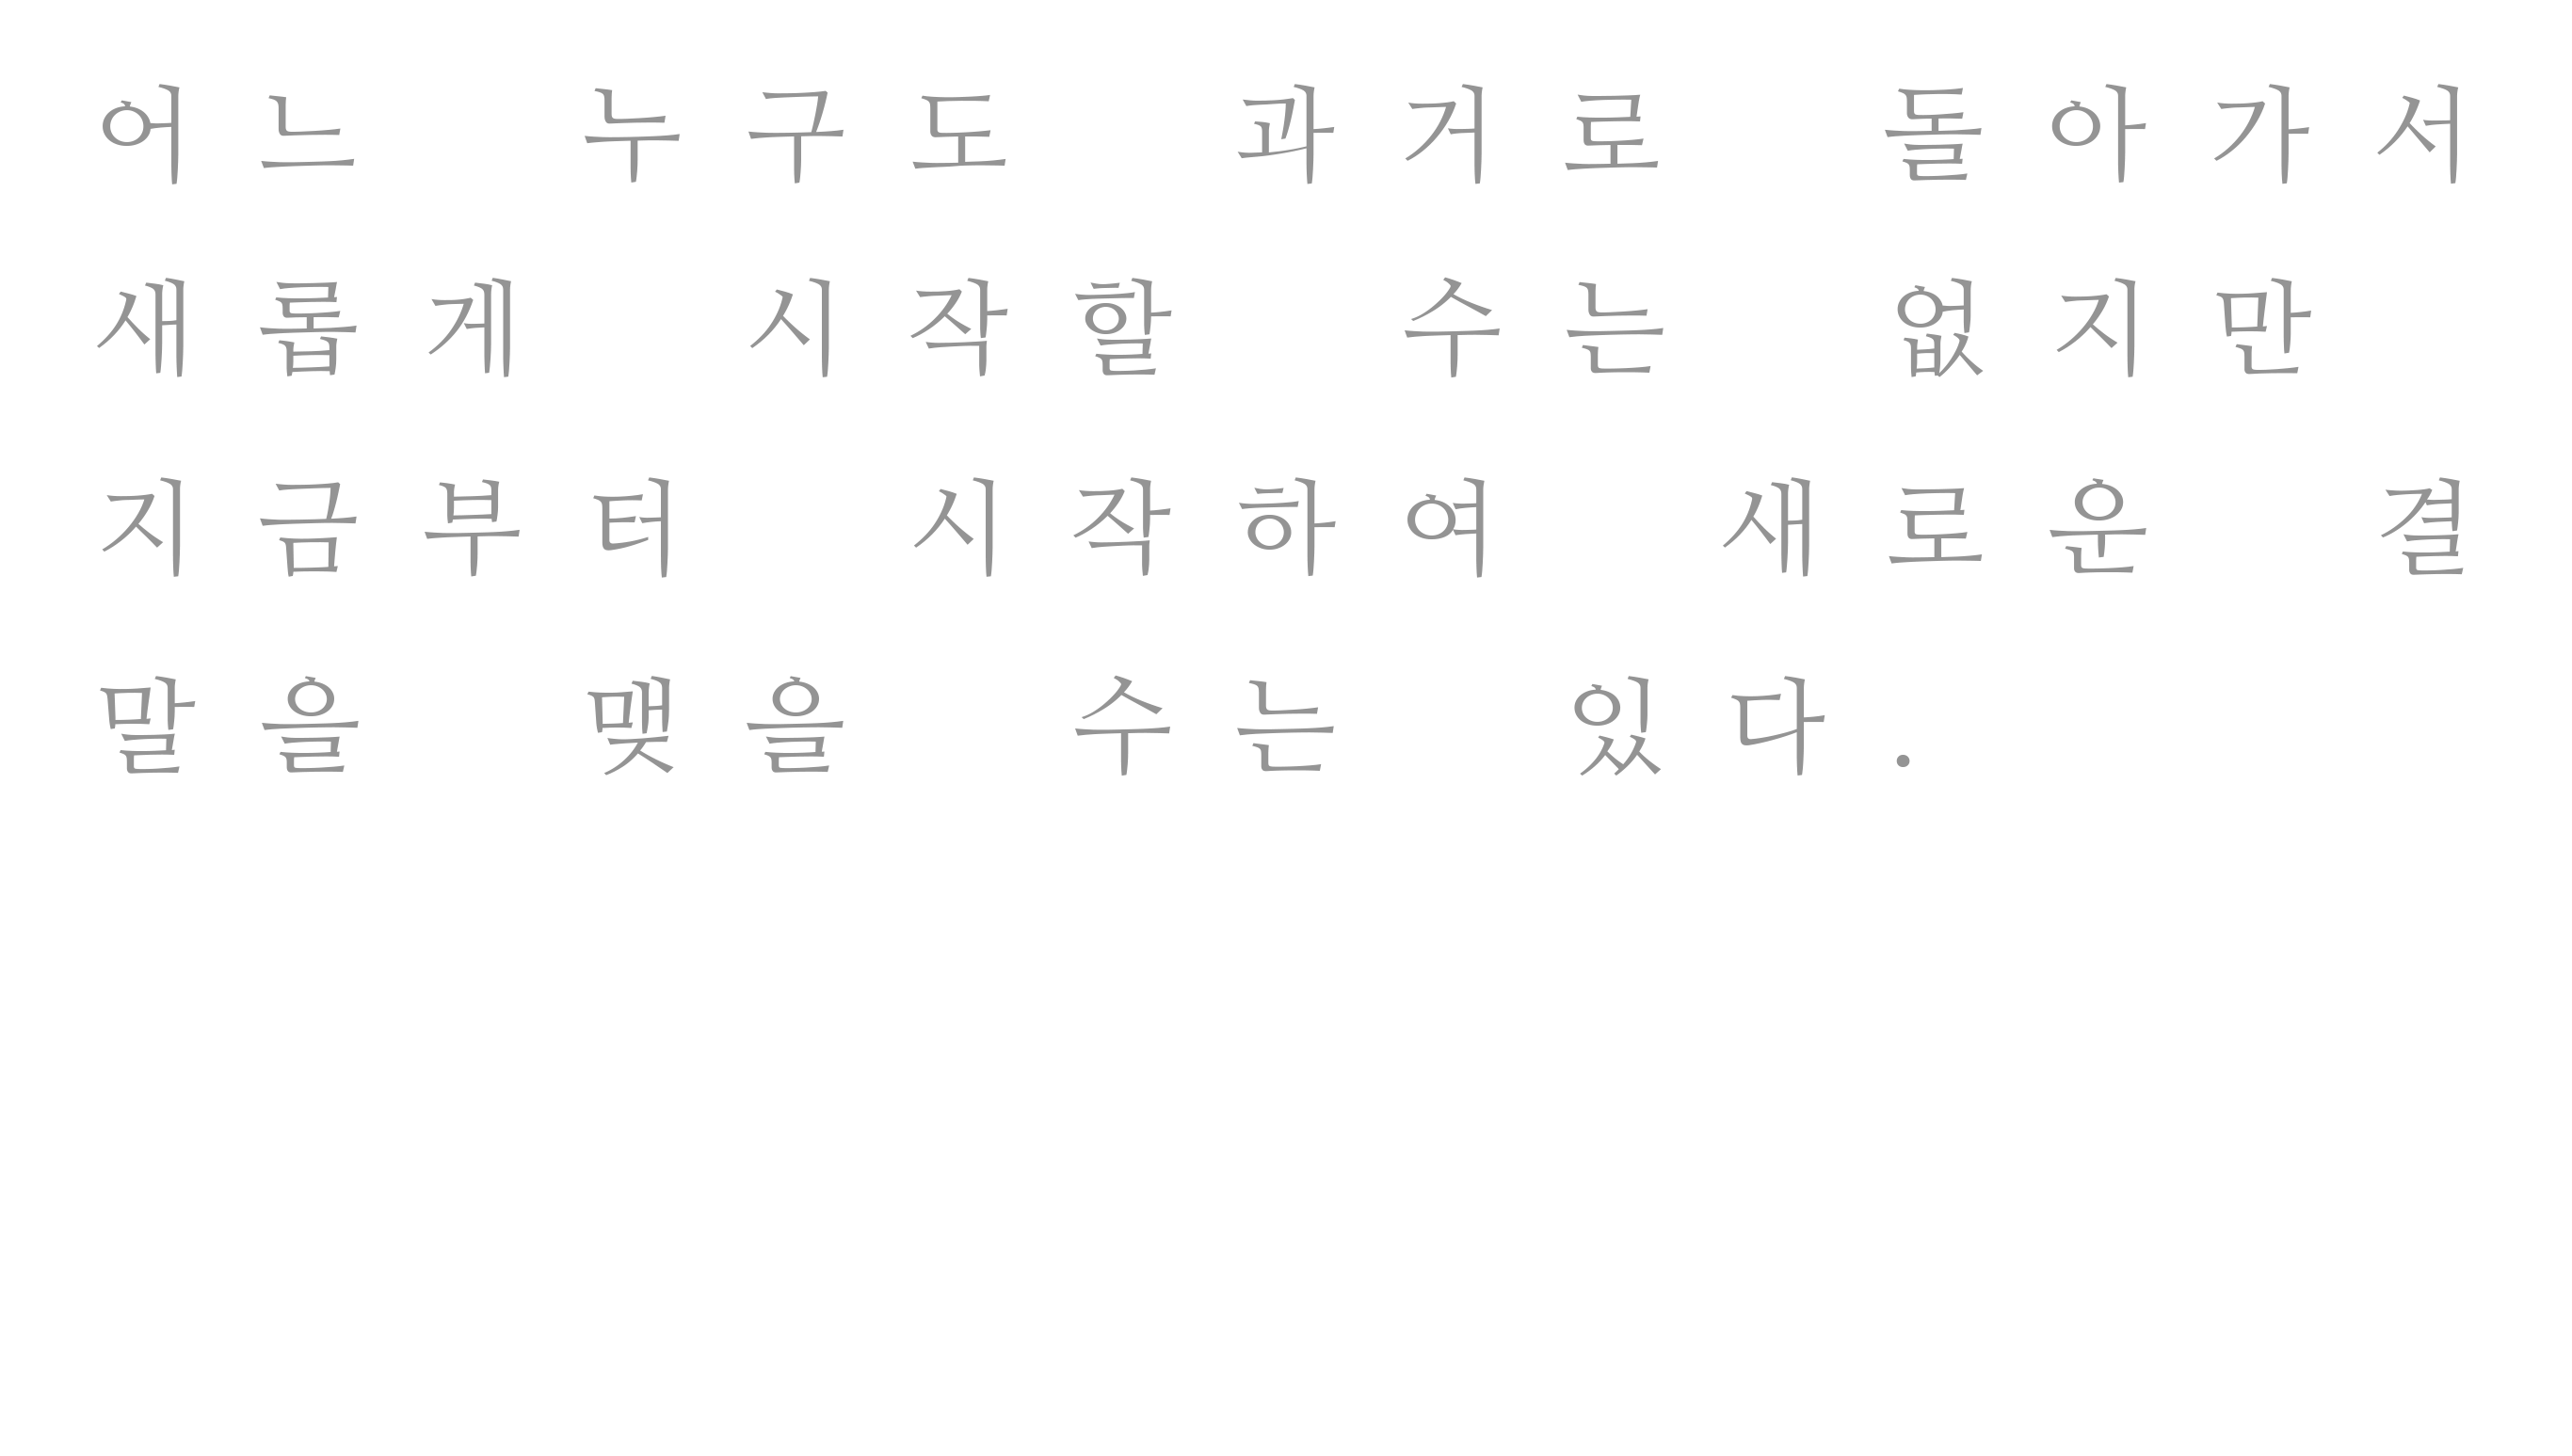 어느 누구도 과거로 돌아가서
새롭게 시작할 수는 없지만
지금부터 시작하여 새로운 결
말을 맺을 수는 있다.